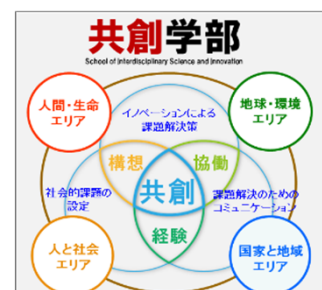 共創学部
School of Interdisciplinary Science and Innovation
人間・生命
エリア
イノベーションによる
課題解決策
地球・環境
エリア
構想
協働
社会的課題の
設定
共創
課題解決のための
コミュニケーション
経験
人と社会
エリア
国家と地域
エリア